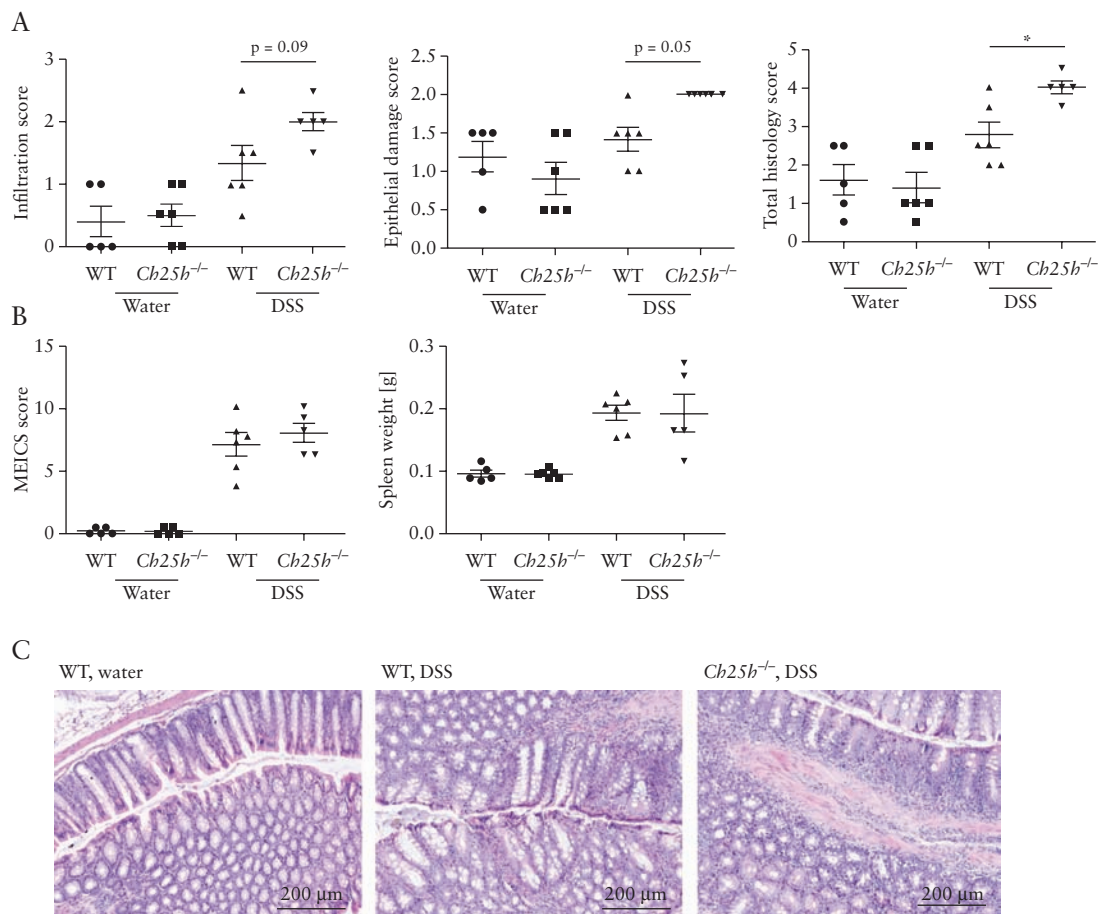 A
Infiltration score
3
2
1
0
p = 0.09
WT
Ch25h–/–
WT
Ch25h–/–
Water
DSS
Epithelial damage score
2.5
2.0
1.5
1.0
0.5
0.0
p = 0.05
WT
Ch25h–/–
WT
Ch25h–/–
Water
DSS
Total histology score
5
4
3
2
1
0
*
WT
Ch25h–/–
WT
Ch25h–/–
Water
DSS
B
MEICS score
15
10
5
0
WT
Ch25h–/–
WT
Ch25h–/–
Water
DSS
Spleen weight [g]
0.3
0.2
0.1
0.0
WT
Ch25h–/–
WT
Ch25h–/–
Water
DSS
C
WT, water
WT, DSS
Ch25h–/–, DSS
200 µm
200 µm
200 µm